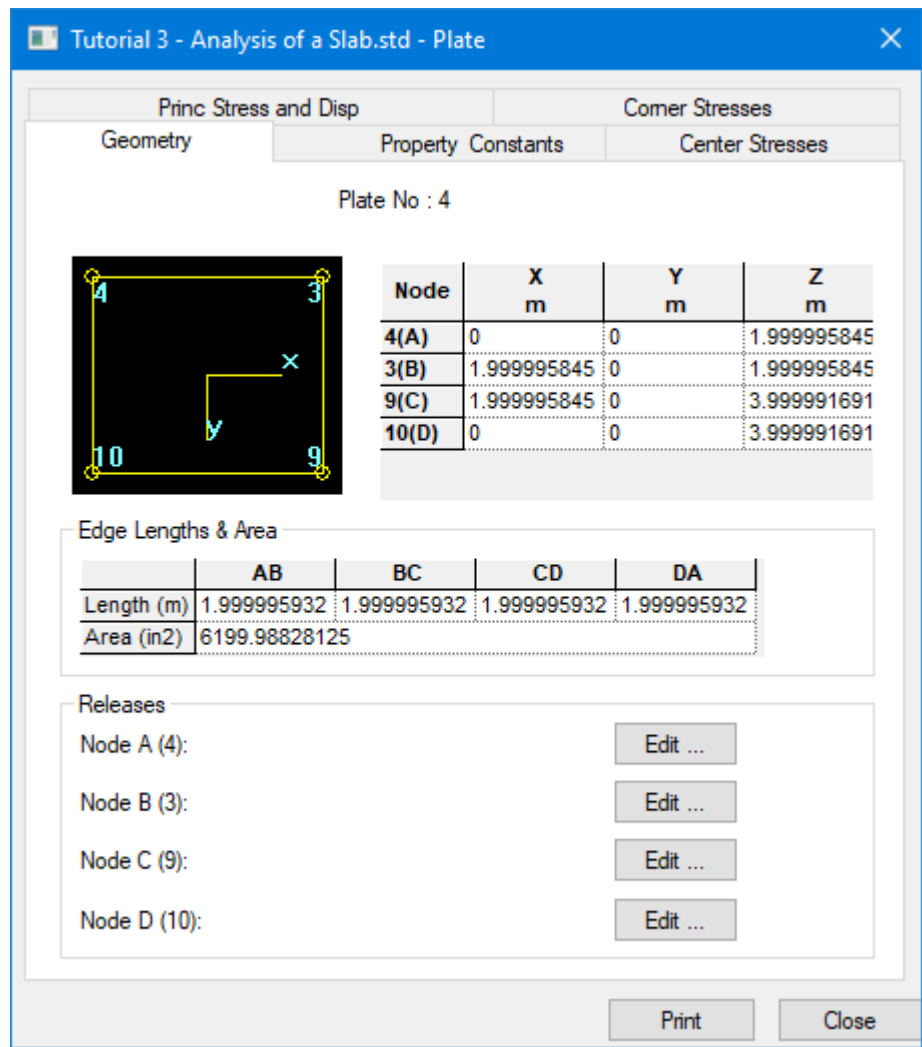 Tutorial 3 - Analysis of a Slab.std - Plate
Princ Stress and Disp Corner Stresses
Geometry Property Constants Center Stresses
Plate No : 4
4 3
x
y
10 9
Node X m Y m Z m
4(A) 0 0 1.999995845
3(B) 1.999995845 0 1.999995845
9(C) 1.999995845 0 3.999991691
10(D) 0 0 3.999991691
Edge Lengths & Area
AB BC CD DA
Length (m) 1.999995932 1.999995932 1.999995932 1.999995932
Area (in2) 6199.98828125
Releases
Node A (4): Edit ...
Node B (3): Edit ...
Node C (9): Edit ...
Node D (10): Edit ...
Print Close